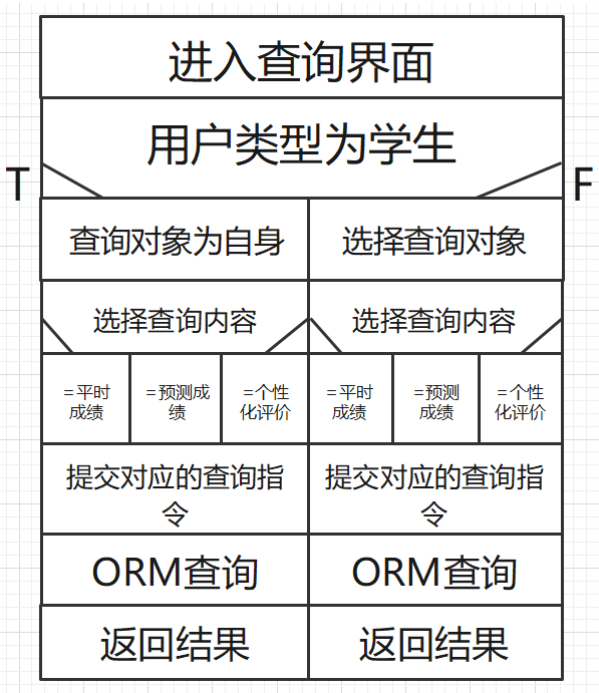 进入查询界面
用户类型为学生
T
F
查询对象为自身
选择查询对象
选择查询内容
选择查询内容
=平时
成绩
=预测成
绩
=个性
化评价
=平时
成绩
=预测
成绩
=个性
化评价
提交对应的查询指
令
提交对应的查询指
令
ORM查询
ORM查询
返回结果
返回结果